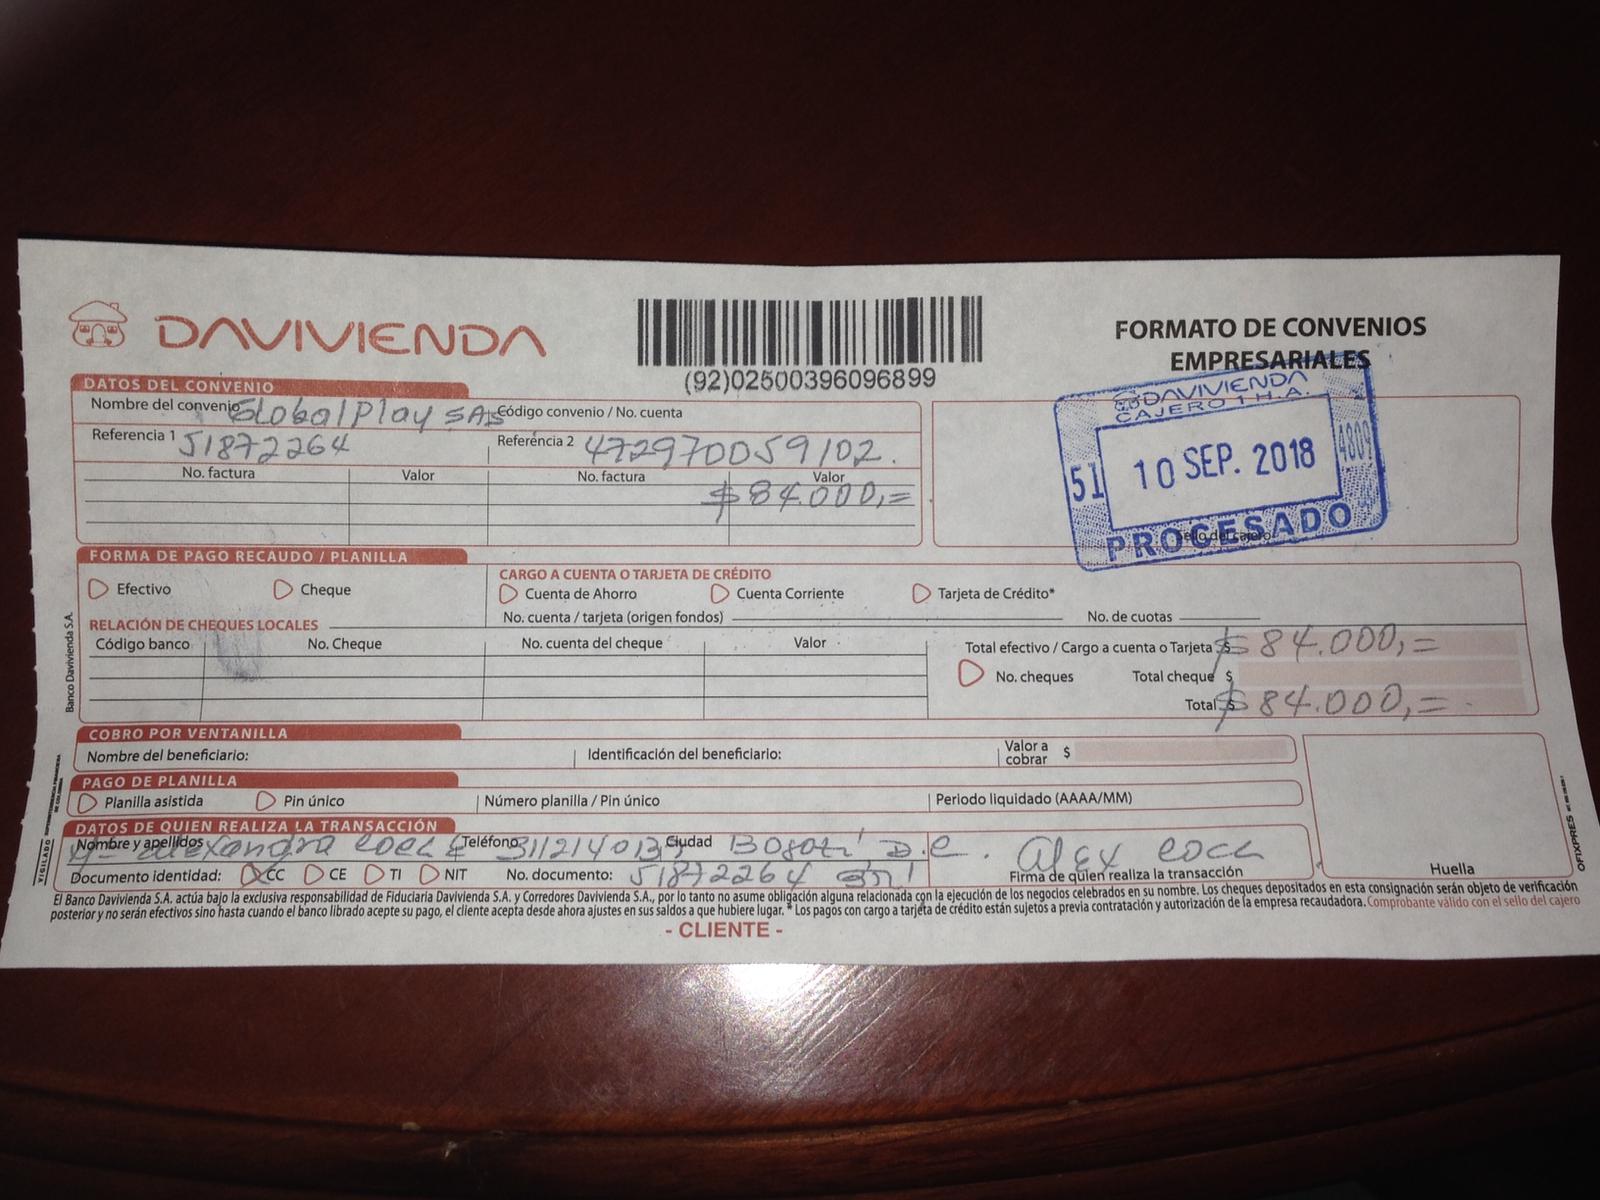 DAVIVIENDA
(92)02500396096899
FORMATO DE CONVENIOS
EMPRESARIALES
DATOS DEL CONVENIO
Nombre del convenio GlobalPlay SAS Código convenio / No. cuenta
Referencia 1 51872264 Referencia 2 472970059102.
No. factura Valor No. factura Valor
$ 84.000,=
DAVIVIENDA
CAJERO 1 H.A.
51 10 SEP. 2018 4809
PROCESADO
Sello del cajero
FORMA DE PAGO RECAUDO / PLANILLA
Efectivo Cheque
CARGO A CUENTA O TARJETA DE CRÉDITO
Cuenta de Ahorro Cuenta Corriente Tarjeta de Crédito*
No. cuenta / tarjeta (origen fondos) No. de cuotas
RELACIÓN DE CHEQUES LOCALES
Código banco No. Cheque No. cuenta del cheque Valor
Total efectivo / Cargo a cuenta o Tarjeta $ $ 84.000,=
No. cheques Total cheque $
Total $ $ 84.000,=
COBRO POR VENTANILLA
Nombre del beneficiario: Identificación del beneficiario: Valor a cobrar $
PAGO DE PLANILLA
Planilla asistida Pin único Número planilla / Pin único Periodo liquidado (AAAA/MM)
DATOS DE QUIEN REALIZA LA TRANSACCIÓN
Nombre y apellidos Alexandra Teléfono Ciudad Bogotá D.C. Alex
Documento identidad: CC CE TI NIT No. documento: 51872264 Firma de quien realiza la transacción
Huella
El Banco Davivienda S.A. actúa bajo la exclusiva responsabilidad de Fiduciaria Davivienda S.A. y Corredores Davivienda S.A., por lo tanto no asume obligación alguna relacionada con la ejecución de los negocios celebrados en su nombre. Los cheques depositados en esta consignación serán objeto de verificación
posterior y no serán efectivos sino hasta cuando el banco librado acepte su pago, el cliente acepta desde ahora ajustes en sus saldos a que hubiere lugar. * Los pagos con cargo a tarjeta de crédito están sujetos a previa contratación y autorización de la empresa recaudadora. Comprobante válido con el sello del cajero
- CLIENTE -
Banco Davivienda S.A.
VIGILADO SUPERINTENDENCIA FINANCIERA DE COLOMBIA
OFIXPRES